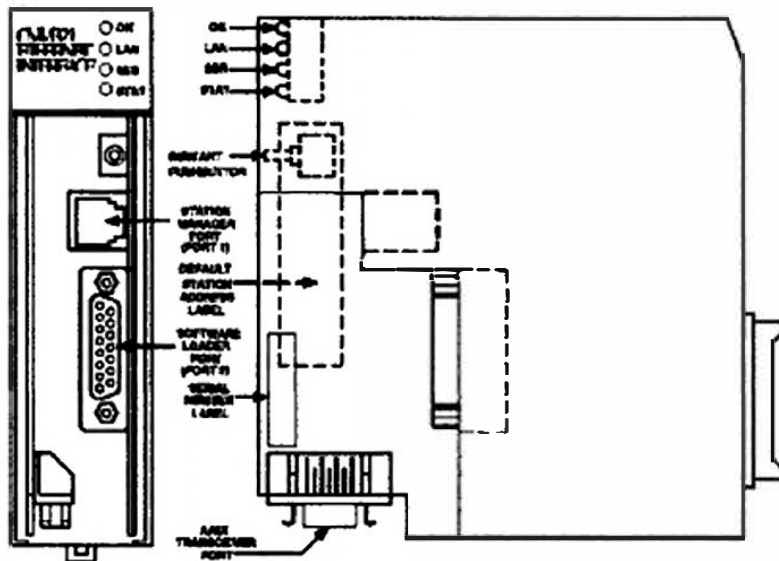 OK
LAN
SER
STAT
ETHERNET
INTERFACE
OK
LAN
SER
STAT
RESTART
PUSHBUTTON
STATION
MANAGER
PORT
(PORT 1)
DEFAULT
STATION
ADDRESS
LABEL
SOFTWARE
LOADER
PORT
(PORT 2)
SERIAL
NUMBER
LABEL
TRANSCEIVER
PORT